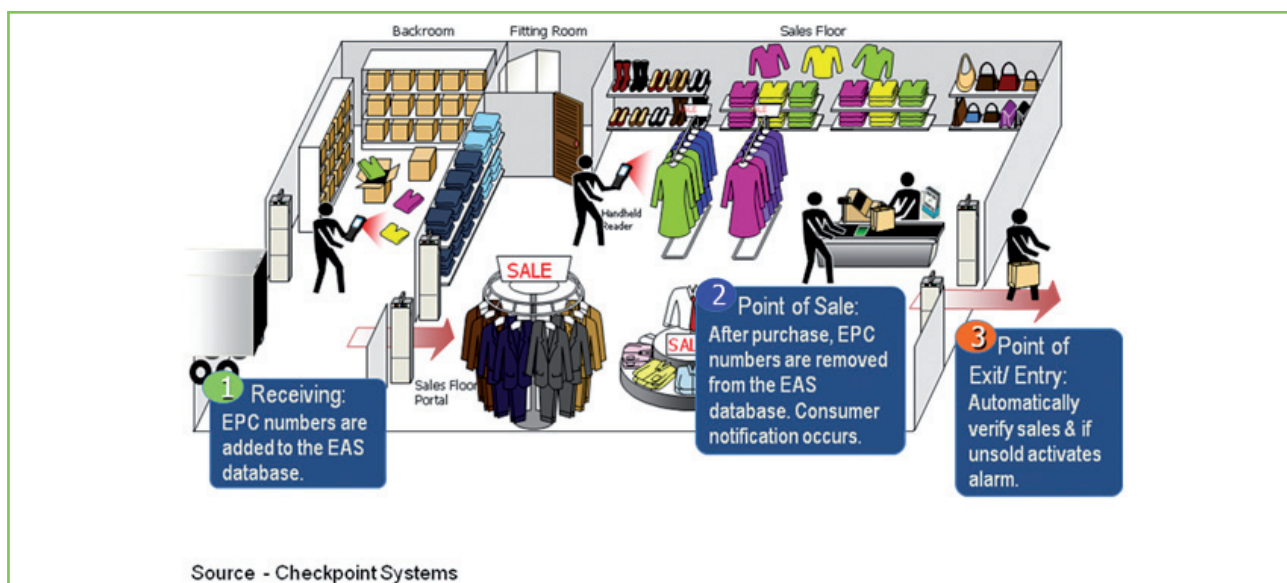 Backroom
Fitting Room
Sales Floor
Handheld
Reader
SALE
Sales Floor
Portal
1 Receiving:
EPC numbers are
added to the EAS
database.
2 Point of Sale:
After purchase, EPC
numbers are removed
from the EAS
database. Consumer
notification occurs.
3 Point of
Exit/ Entry:
Automatically
verify sales & if
unsold activates
alarm.
Source - Checkpoint Systems